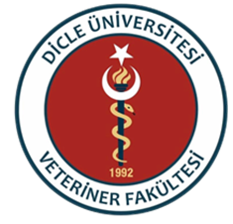 DİCLE ÜNİVERSİTESİ
1992
VETERİNER FAKÜLTESİ